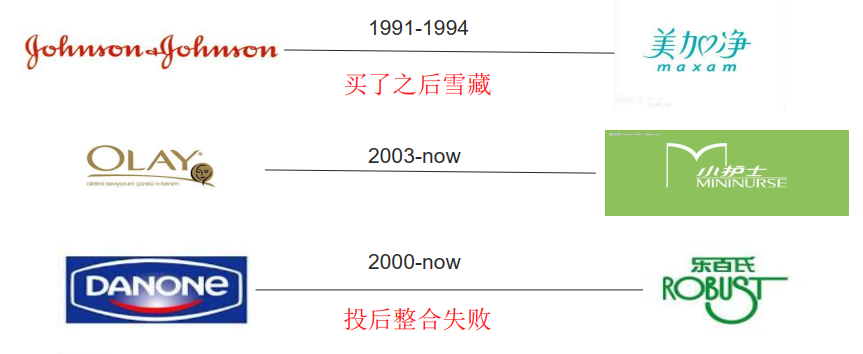 Johnson & Johnson
1991-1994
美加净
maxam
买了之后雪藏
OLAY
cildimi seviyorum çünkü o benim
2003-now
小护士
MININURSE
DANONE
2000-now
乐百氏
ROBUST
投后整合失败